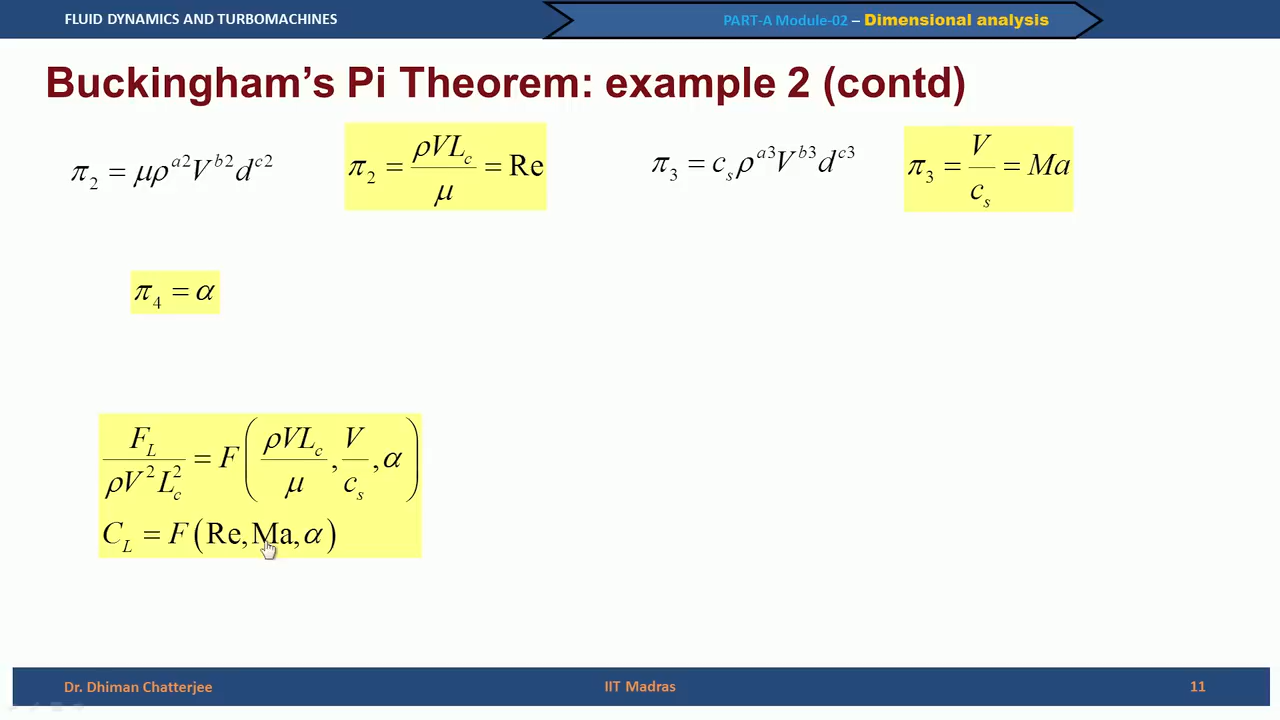 FLUID DYNAMICS AND TURBOMACHINES
PART-A Module-02 – Dimensional analysis
Buckingham's Pi Theorem: example 2 (contd)
π₂ = μρ^{a2}V^{b2}d^{c2}
π₂ = ρVL_c / μ = Re
π₃ = c_s ρ^{a3}V^{b3}d^{c3}
π₃ = V / c_s = Ma
π₄ = α
F_L / ρV²L_c² = F(ρVL_c / μ, V / c_s, α)
C_L = F(Re, Ma, α)
Dr. Dhiman Chatterjee
IIT Madras
11